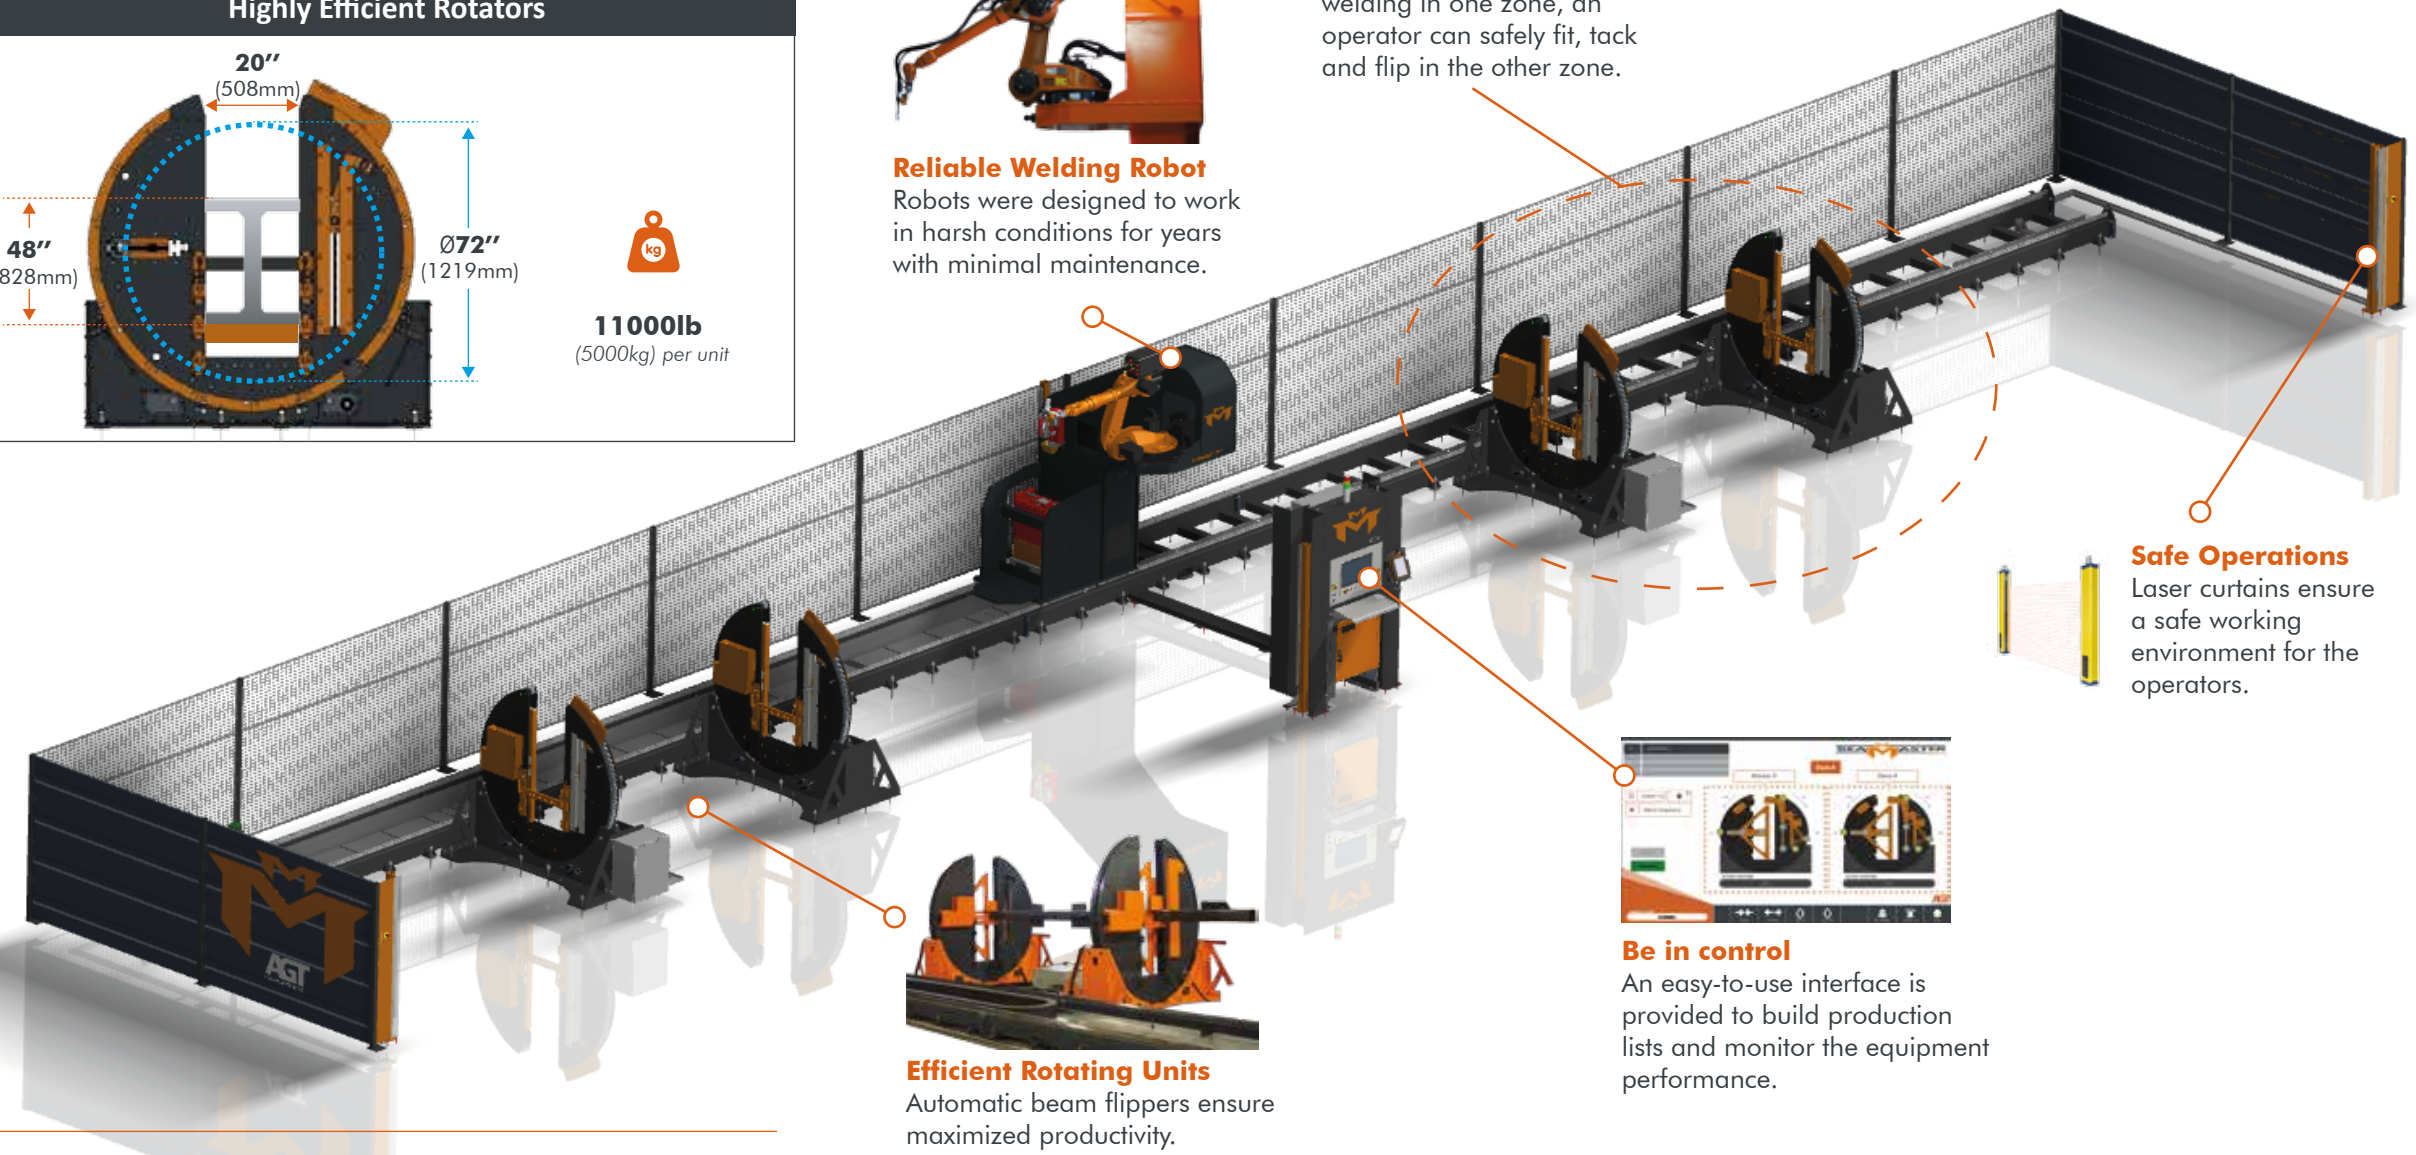 Highly Efficient Rotators
20″
(508mm)
48″
828mm)
Ø72″
(1219mm)
kg
11000lb
(5000kg) per unit
Reliable Welding Robot
Robots were designed to work
in harsh conditions for years
with minimal maintenance.
welding in one zone, an
operator can safely fit, tack
and flip in the other zone.
Safe Operations
Laser curtains ensure
a safe working
environment for the
operators.
Be in control
An easy-to-use interface is
provided to build production
lists and monitor the equipment
performance.
Efficient Rotating Units
Automatic beam flippers ensure
maximized productivity.
AGT